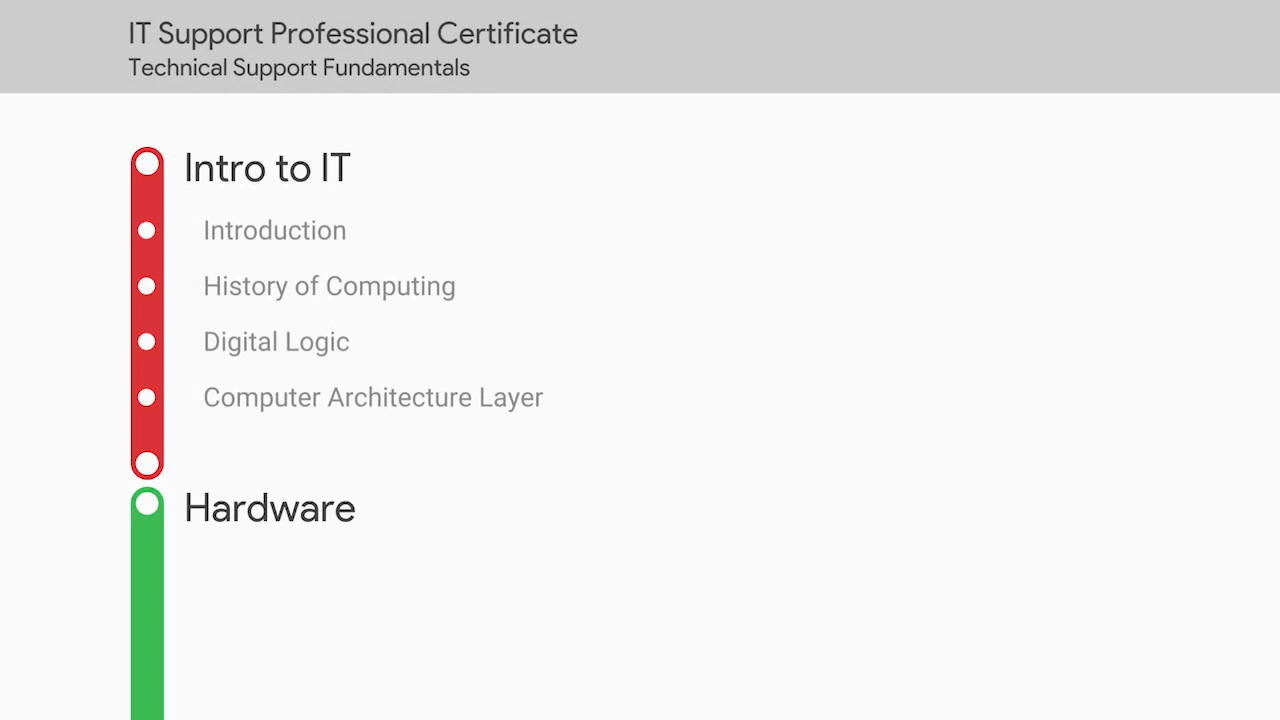 IT Support Professional Certificate
Technical Support Fundamentals
Intro to IT
Introduction
History of Computing
Digital Logic
Computer Architecture Layer
Hardware